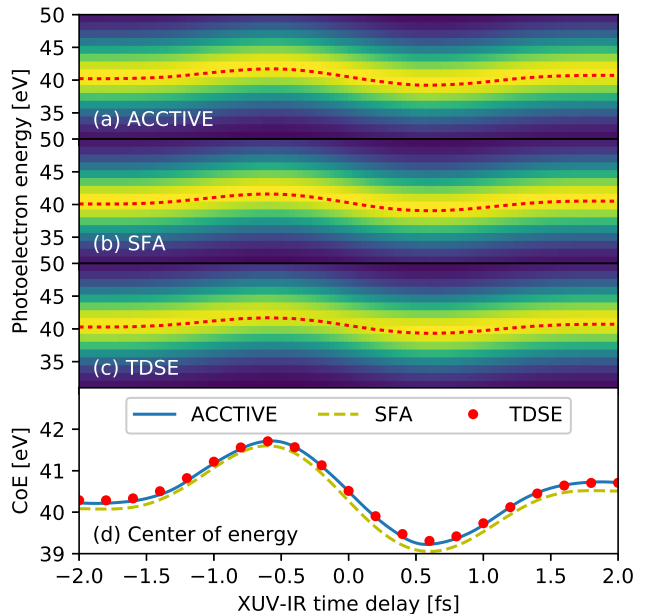 50
45
40
35
(a) ACCTIVE
50
45
40
35
(b) SFA
50
45
40
35
(c) TDSE
Photoelectron energy [eV]
ACCTIVE SFA TDSE
42
41
40
39
CoE [eV]
(d) Center of energy
−2.0 −1.5 −1.0 −0.5 0.0 0.5 1.0 1.5 2.0
XUV-IR time delay [fs]